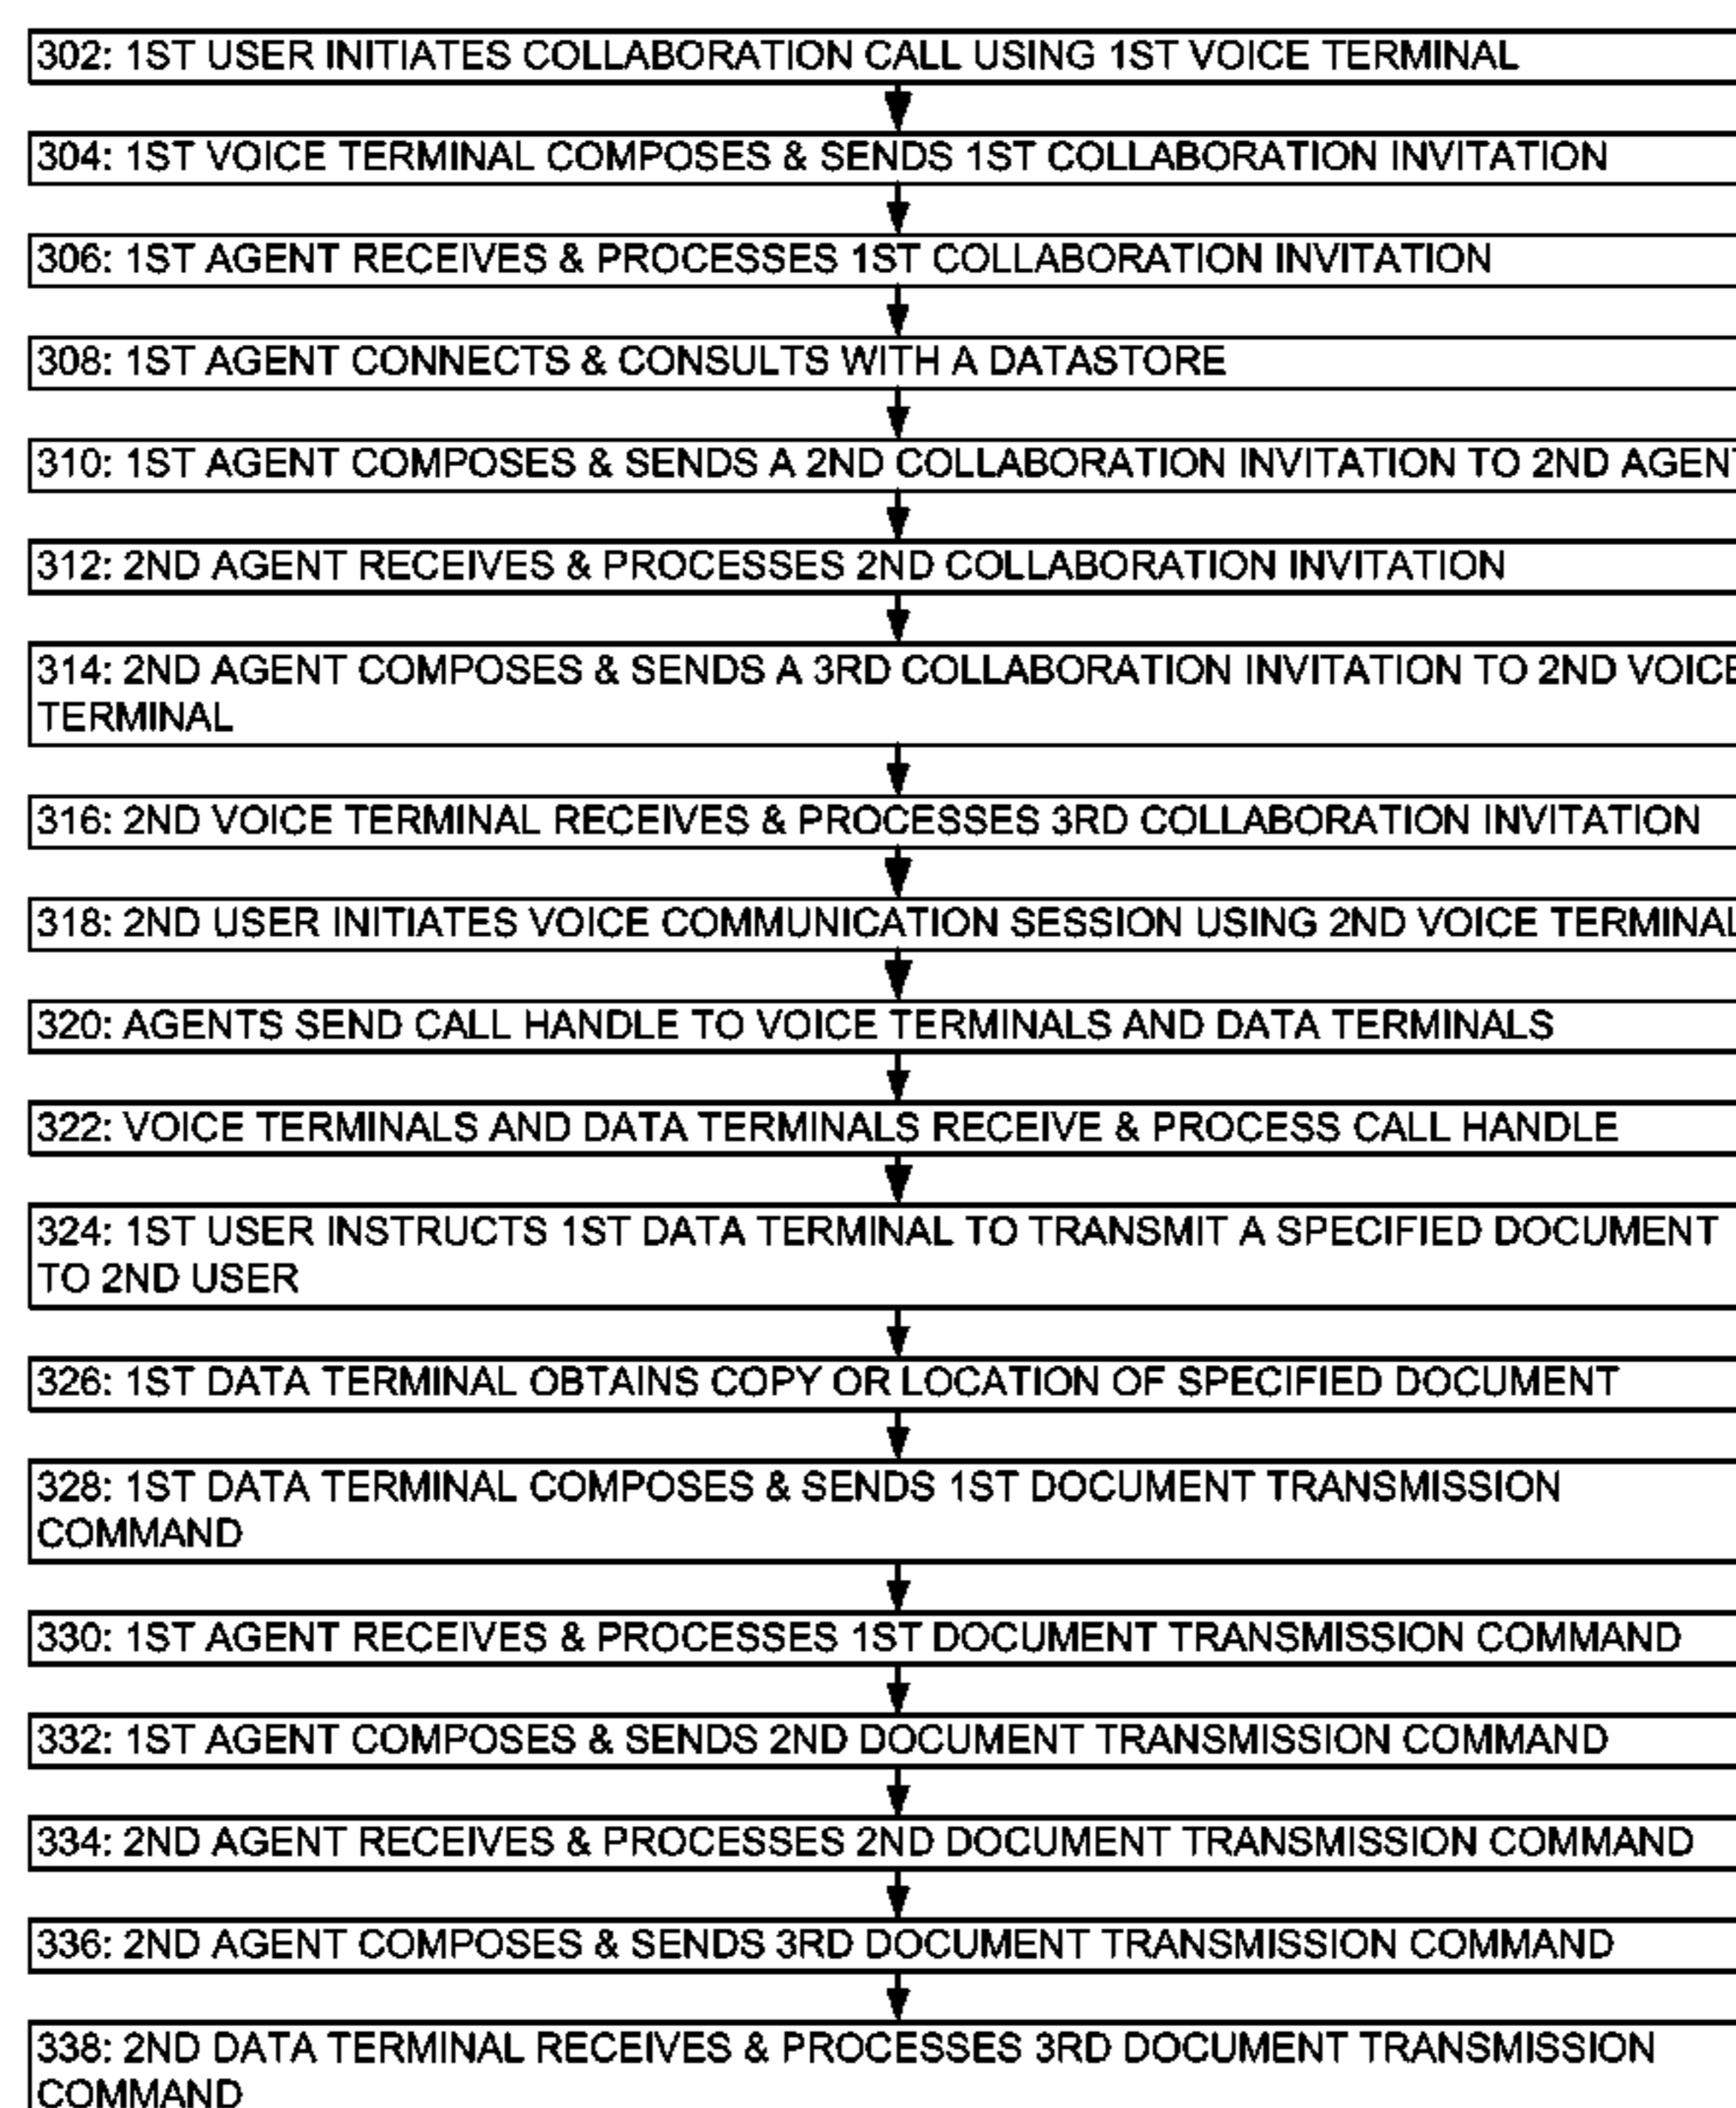 302: 1ST USER INITIATES COLLABORATION CALL USING 1ST VOICE TERMINAL
304: 1ST VOICE TERMINAL COMPOSES & SENDS 1ST COLLABORATION INVITATION
306: 1ST AGENT RECEIVES & PROCESSES 1ST COLLABORATION INVITATION
308: 1ST AGENT CONNECTS & CONSULTS WITH A DATASTORE
310: 1ST AGENT COMPOSES & SENDS A 2ND COLLABORATION INVITATION TO 2ND AGENT
312: 2ND AGENT RECEIVES & PROCESSES 2ND COLLABORATION INVITATION
314: 2ND AGENT COMPOSES & SENDS A 3RD COLLABORATION INVITATION TO 2ND VOICE
TERMINAL
316: 2ND VOICE TERMINAL RECEIVES & PROCESSES 3RD COLLABORATION INVITATION
318: 2ND USER INITIATES VOICE COMMUNICATION SESSION USING 2ND VOICE TERMINAL
320: AGENTS SEND CALL HANDLE TO VOICE TERMINALS AND DATA TERMINALS
322: VOICE TERMINALS AND DATA TERMINALS RECEIVE & PROCESS CALL HANDLE
324: 1ST USER INSTRUCTS 1ST DATA TERMINAL TO TRANSMIT A SPECIFIED DOCUMENT
TO 2ND USER
326: 1ST DATA TERMINAL OBTAINS COPY OR LOCATION OF SPECIFIED DOCUMENT
328: 1ST DATA TERMINAL COMPOSES & SENDS 1ST DOCUMENT TRANSMISSION
COMMAND
330: 1ST AGENT RECEIVES & PROCESSES 1ST DOCUMENT TRANSMISSION COMMAND
332: 1ST AGENT COMPOSES & SENDS 2ND DOCUMENT TRANSMISSION COMMAND
334: 2ND AGENT RECEIVES & PROCESSES 2ND DOCUMENT TRANSMISSION COMMAND
336: 2ND AGENT COMPOSES & SENDS 3RD DOCUMENT TRANSMISSION COMMAND
338: 2ND DATA TERMINAL RECEIVES & PROCESSES 3RD DOCUMENT TRANSMISSION
COMMAND